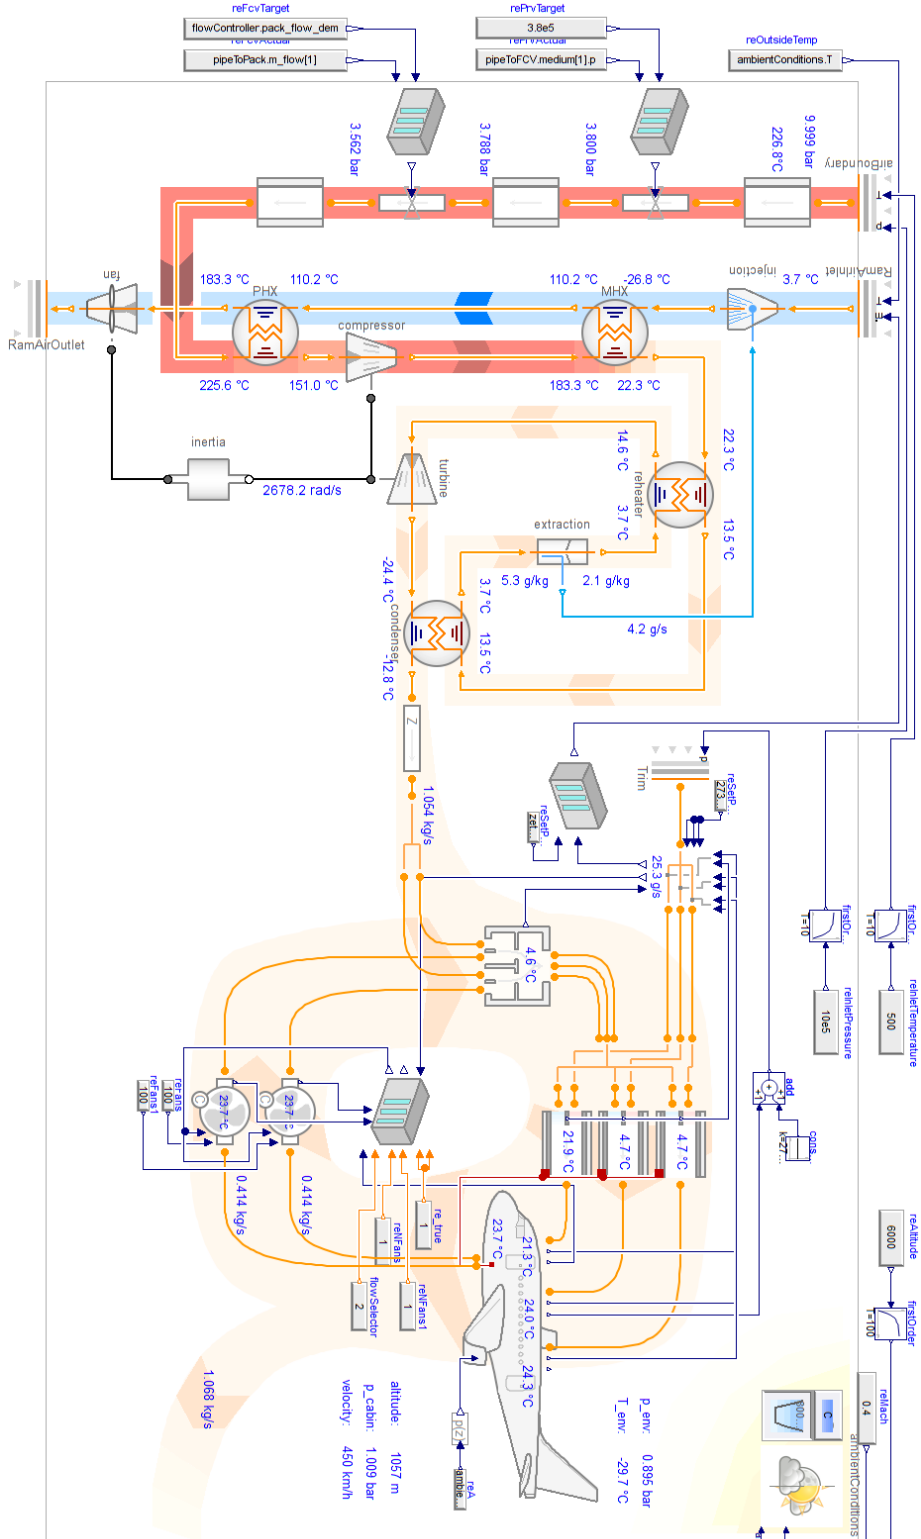 reFcvTarget
flowController.pack_flow_dem
reFcvActual
pipeToPack.m_flow[1]
rePrvTarget
3.8e5
rePrvActual
pipeToFCV.medium[1].p
reOutsideTemp
ambientConditions.T
3.562 bar
3.788 bar
3.800 bar
226.8°C
9.999 bar
airBoundary
T
p
fan
183.3 °C
110.2 °C
PHX
compressor
110.2 °C
-26.8 °C
MHX
injection
3.7 °C
RamAirInlet
T
m
RamAirOutlet
225.6 °C
151.0 °C
183.3 °C
22.3 °C
inertia
2678.2 rad/s
turbine
14.6 °C
reheater
22.3 °C
3.7 °C
13.5 °C
extraction
5.3 g/kg
2.1 g/kg
4.2 g/s
-24.4 °C
condenser
3.7 °C
13.5 °C
-12.8 °C
Z
1.054 kg/s
Trim
p
reSetP
273...
reSetP
zet...
25.3 g/s
4.6 °C
firstOr...
T=10
firstOr...
T=10
reInletPressure
10e5
reInletTemperature
500
add
+1
+
+1
cons
k=27...
reFans
100
reFans1
100
23.7 °C
C
23.7 °C
C
0.414 kg/s
0.414 kg/s
21.9 °C
4.7 °C
4.7 °C
re_true
1
reNFans
1
reNFans1
1
flowSelector
2
23.7 °C
21.3 °C
24.0 °C
24.3 °C
reAltitude
6000
firstOrder
T=100
reMach
0.4
ambientConditions
C
1.068 kg/s
altitude: 1057 m
p_cabin: 1.009 bar
velocity: 450 km/h
p(z)
reA
ambie...
p_env: 0.895 bar
T_env: -29.7 °C